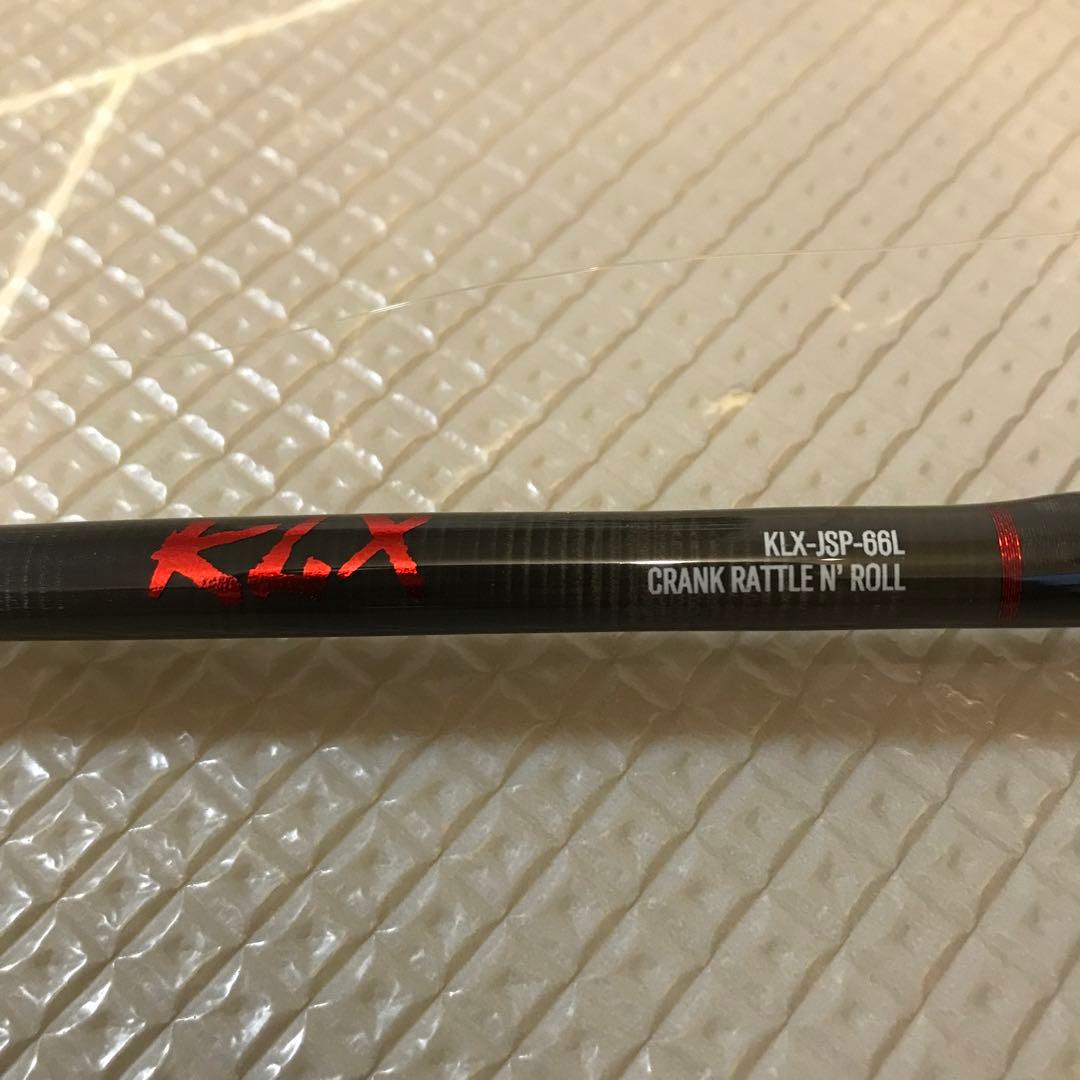 KLX
KLX-JSP-66L
CRANK RATTLE N' ROLL